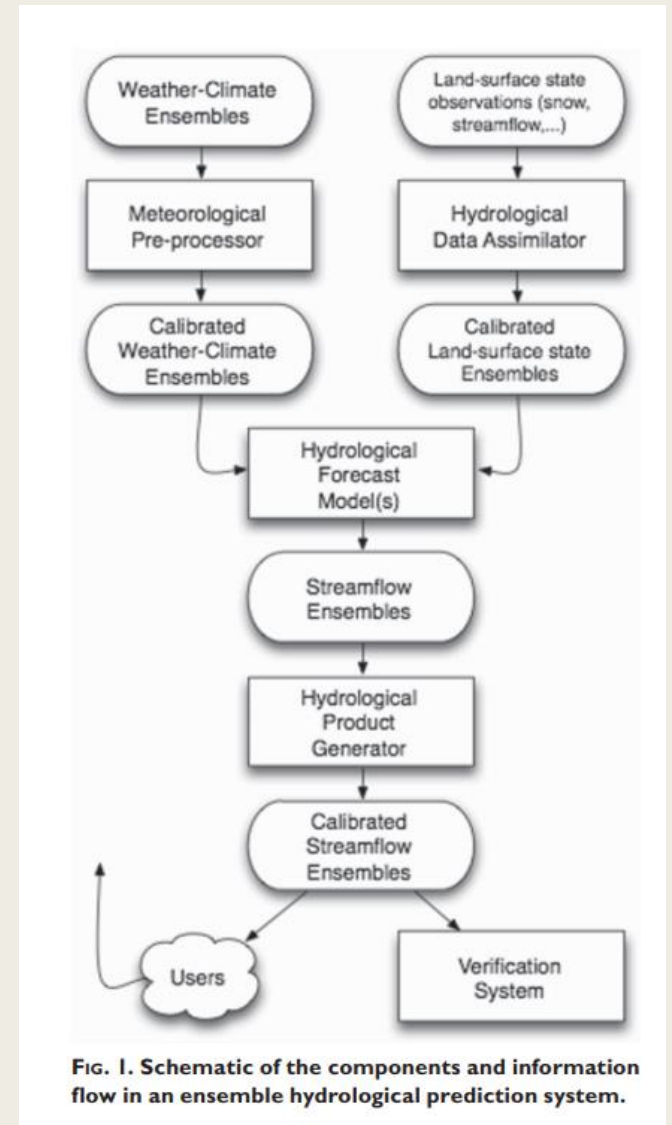 Weather-Climate
Ensembles
Land-surface state
observations (snow,
streamflow,...)
Meteorological
Pre-processor
Hydrological
Data Assimilator
Calibrated
Weather-Climate
Ensembles
Calibrated
Land-surface state
Ensembles
Hydrological
Forecast
Model(s)
Streamflow
Ensembles
Hydrological
Product
Generator
Calibrated
Streamflow
Ensembles
Users
Verification
System
FIG. 1. Schematic of the components and information
flow in an ensemble hydrological prediction system.